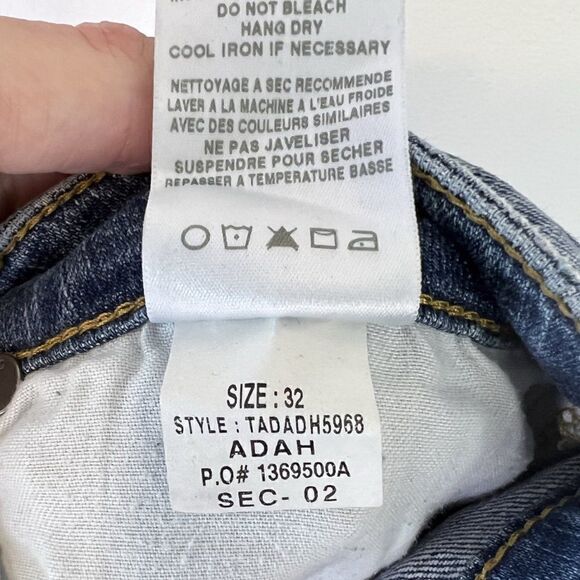 DO NOT BLEACH
HANG DRY
COOL IRON IF NECESSARY
NETTOYAGE A SEC RECOMMENDE
LAVER A LA MACHINE A L'EAU FROIDE
AVEC DES COULEURS SIMILAIRES
NE PAS JAVELISER
SUSPENDRE POUR SECHER
REPASSER A TEMPERATURE BASSE
SIZE : 32
STYLE : TADADH5968
ADAH
P.O# 1369500A
SEC- 02